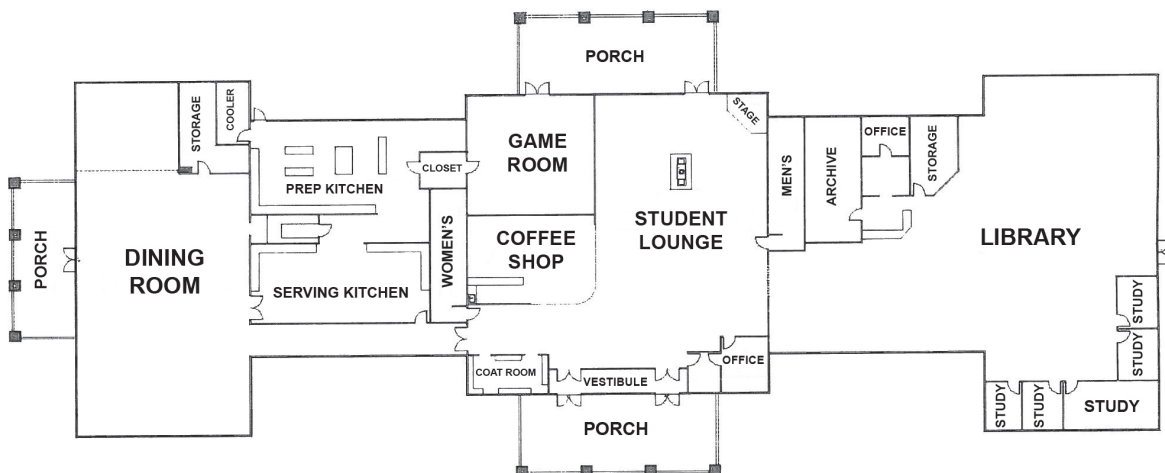 PORCH
STAGE
STORAGE
COOLER
GAME
ROOM
OFFICE
STORAGE
PREP KITCHEN
CLOSET
MEN'S
ARCHIVE
PORCH
DINING
ROOM
WOMEN'S
COFFEE
SHOP
STUDENT
LOUNGE
LIBRARY
SERVING KITCHEN
STUDY
STUDY
COAT ROOM
VESTIBULE
OFFICE
STUDY
STUDY
STUDY
PORCH